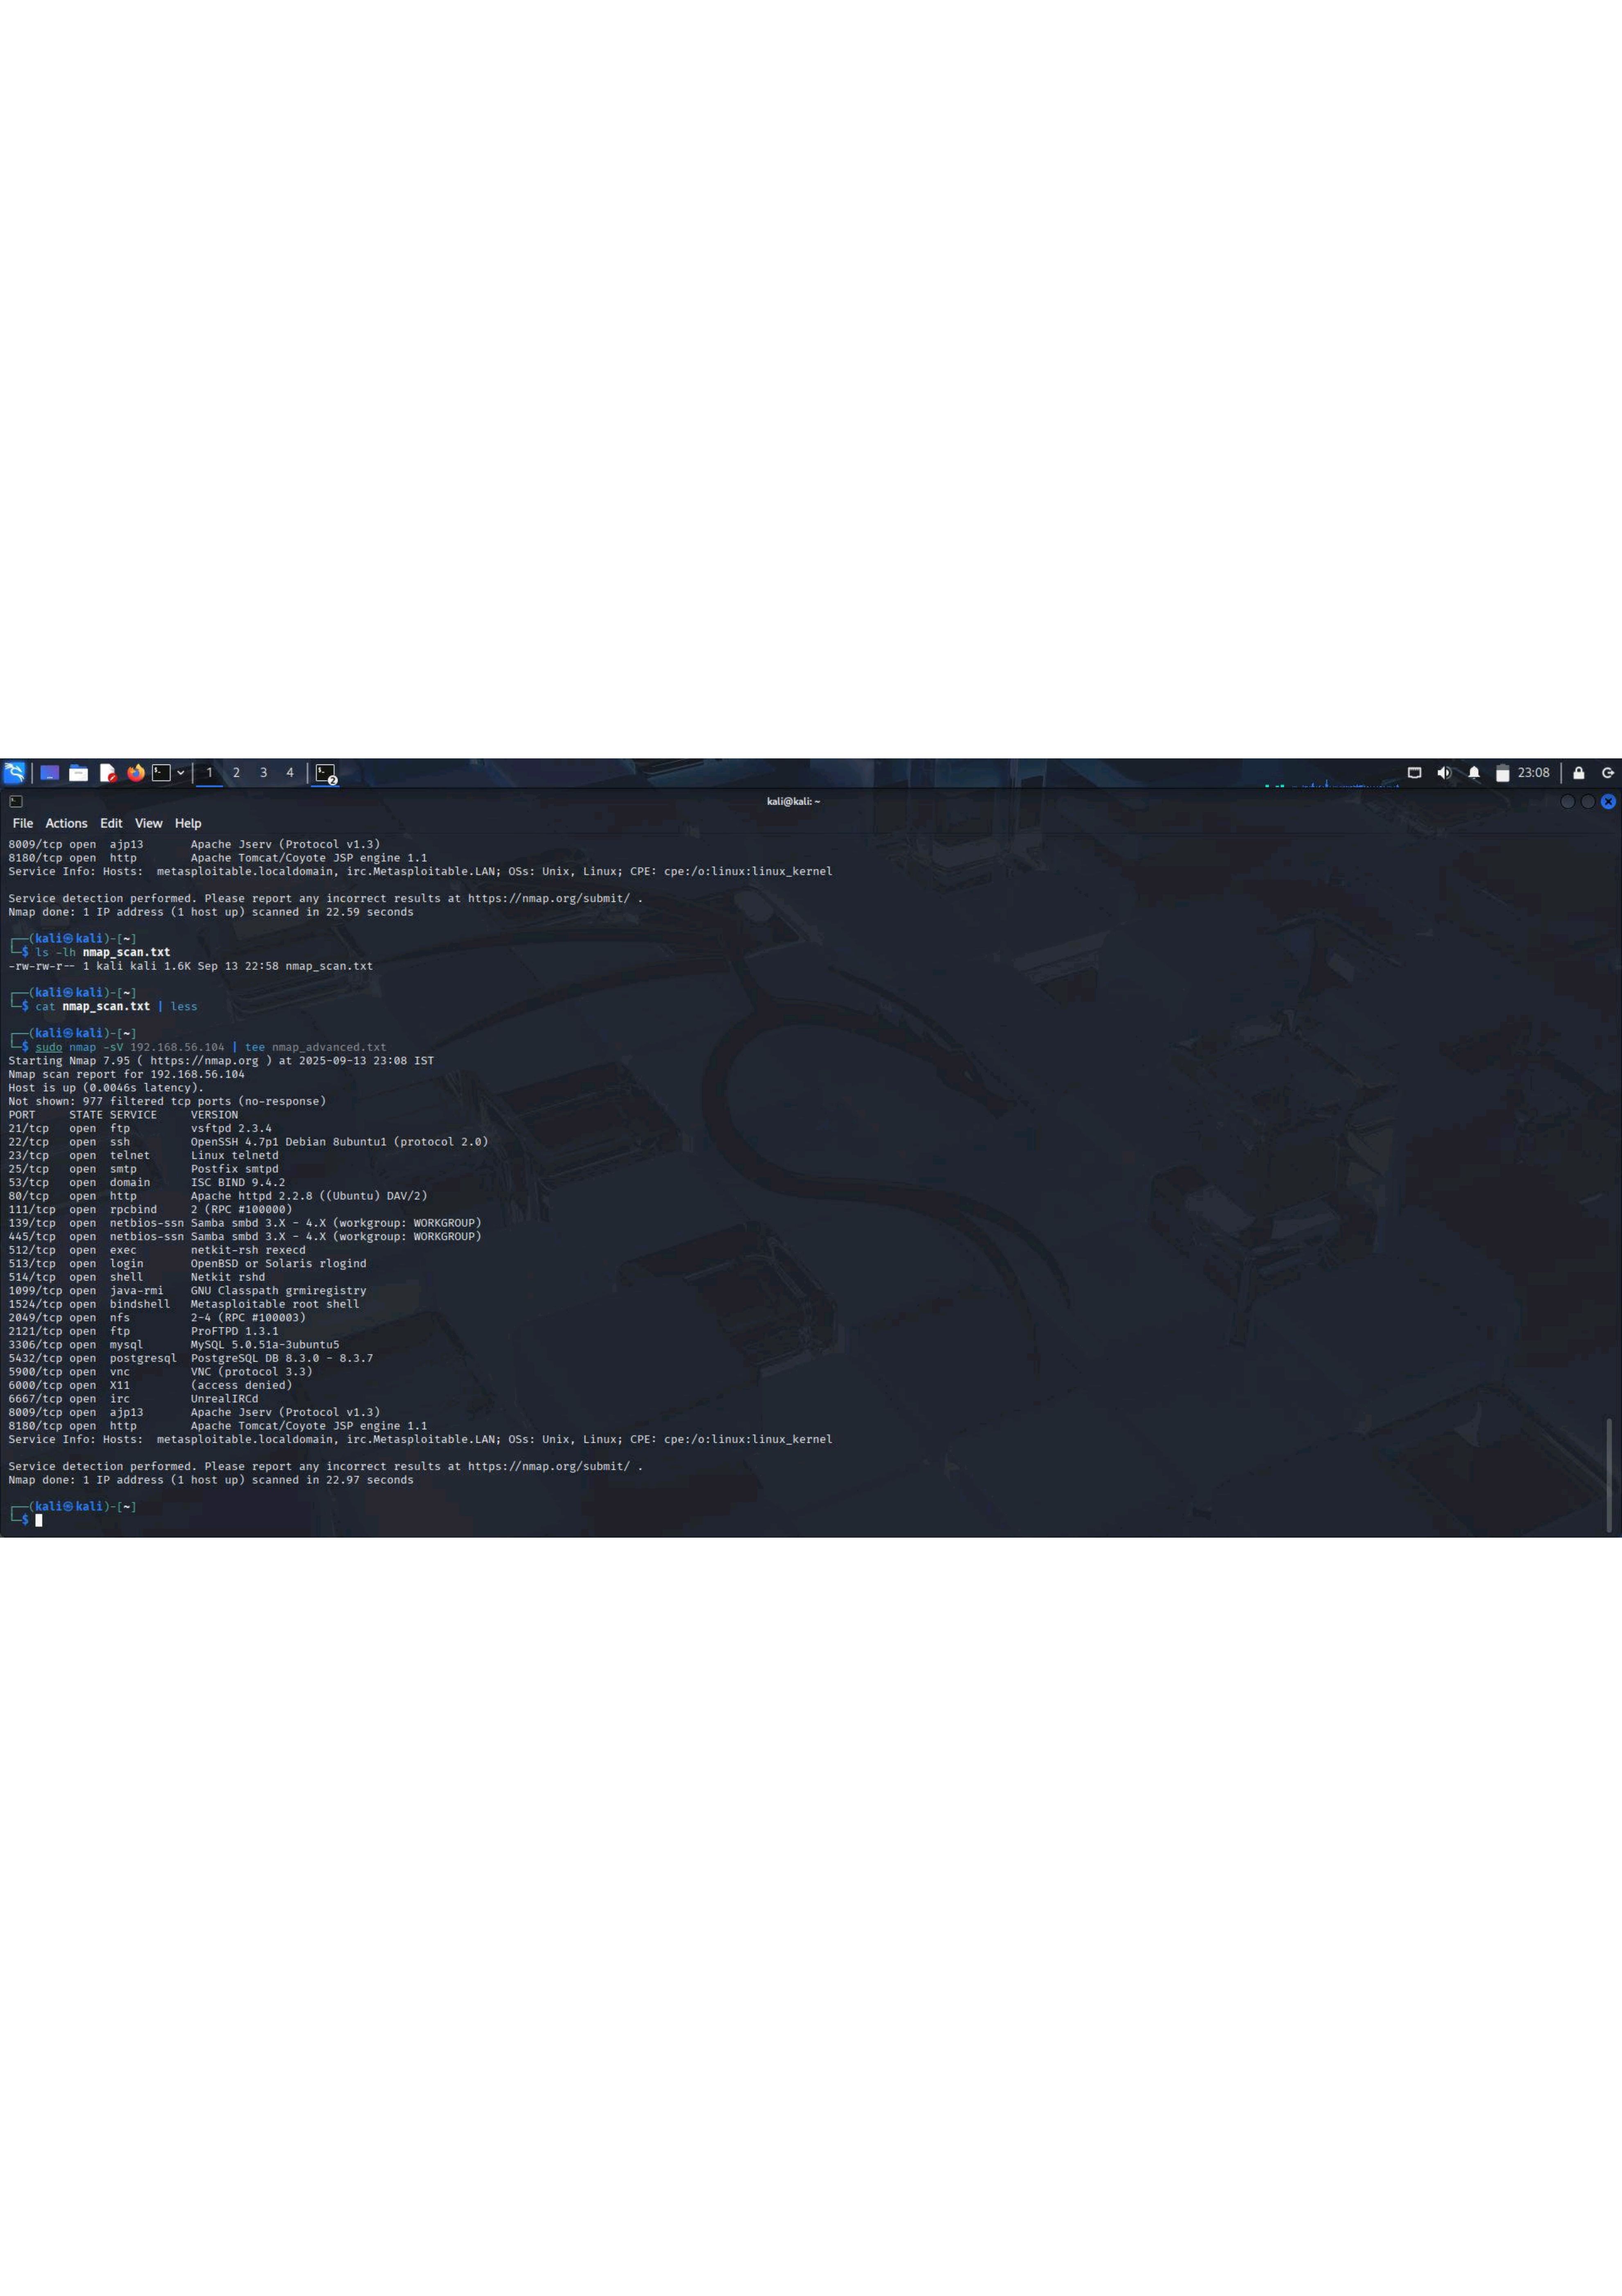 1 2 3 4 2 23:08
kali@kali: ~
File Actions Edit View Help
8009/tcp open  ajp13       Apache Jserv (Protocol v1.3)
8180/tcp open  http        Apache Tomcat/Coyote JSP engine 1.1
Service Info: Hosts:  metasploitable.localdomain, irc.Metasploitable.LAN; OSs: Unix, Linux; CPE: cpe:/o:linux:linux_kernel
Service detection performed. Please report any incorrect results at https://nmap.org/submit/ .
Nmap done: 1 IP address (1 host up) scanned in 22.59 seconds
┌──(kali㉿kali)-[~]
└─$ ls -lh nmap_scan.txt
-rw-rw-r-- 1 kali kali 1.6K Sep 13 22:58 nmap_scan.txt
┌──(kali㉿kali)-[~]
└─$ cat nmap_scan.txt | less
┌──(kali㉿kali)-[~]
└─$ sudo nmap -sV 192.168.56.104 | tee nmap_advanced.txt
Starting Nmap 7.95 ( https://nmap.org ) at 2025-09-13 23:08 IST
Nmap scan report for 192.168.56.104
Host is up (0.0046s latency).
Not shown: 977 filtered tcp ports (no-response)
PORT     STATE SERVICE     VERSION
21/tcp   open  ftp         vsftpd 2.3.4
22/tcp   open  ssh         OpenSSH 4.7p1 Debian 8ubuntu1 (protocol 2.0)
23/tcp   open  telnet      Linux telnetd
25/tcp   open  smtp        Postfix smtpd
53/tcp   open  domain      ISC BIND 9.4.2
80/tcp   open  http        Apache httpd 2.2.8 ((Ubuntu) DAV/2)
111/tcp  open  rpcbind     2 (RPC #100000)
139/tcp  open  netbios-ssn Samba smbd 3.X - 4.X (workgroup: WORKGROUP)
445/tcp  open  netbios-ssn Samba smbd 3.X - 4.X (workgroup: WORKGROUP)
512/tcp  open  exec        netkit-rsh rexecd
513/tcp  open  login       OpenBSD or Solaris rlogind
514/tcp  open  shell       Netkit rshd
1099/tcp open  java-rmi    GNU Classpath grmiregistry
1524/tcp open  bindshell   Metasploitable root shell
2049/tcp open  nfs         2-4 (RPC #100003)
2121/tcp open  ftp         ProFTPD 1.3.1
3306/tcp open  mysql       MySQL 5.0.51a-3ubuntu5
5432/tcp open  postgresql  PostgreSQL DB 8.3.0 - 8.3.7
5900/tcp open  vnc         VNC (protocol 3.3)
6000/tcp open  X11         (access denied)
6667/tcp open  irc         UnrealIRCd
8009/tcp open  ajp13       Apache Jserv (Protocol v1.3)
8180/tcp open  http        Apache Tomcat/Coyote JSP engine 1.1
Service Info: Hosts:  metasploitable.localdomain, irc.Metasploitable.LAN; OSs: Unix, Linux; CPE: cpe:/o:linux:linux_kernel
Service detection performed. Please report any incorrect results at https://nmap.org/submit/ .
Nmap done: 1 IP address (1 host up) scanned in 22.97 seconds
┌──(kali㉿kali)-[~]
└─$